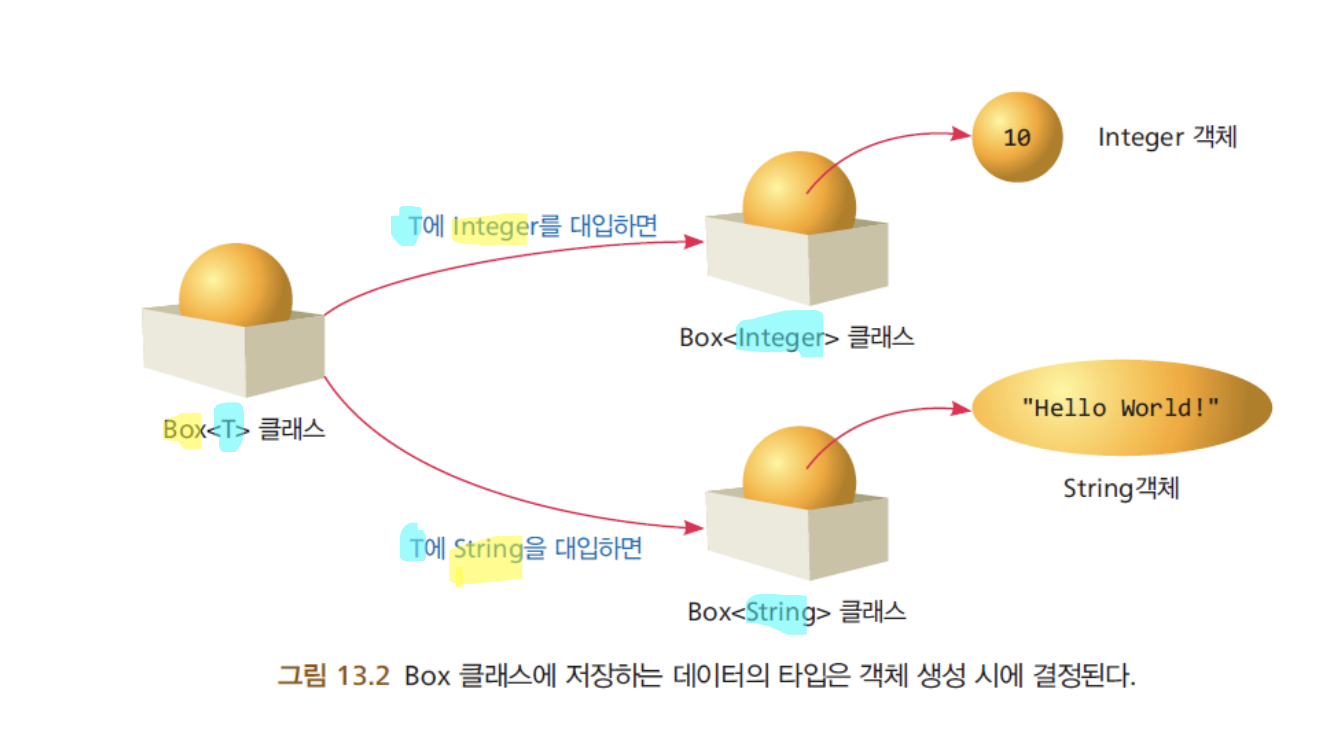 10
Integer 객체
T에 Integer를 대입하면
Box<Integer> 클래스
Box<T> 클래스
"Hello World!"
String객체
T에 String을 대입하면
Box<String> 클래스
그림 13.2 Box 클래스에 저장하는 데이터의 타입은 객체 생성 시에 결정된다.